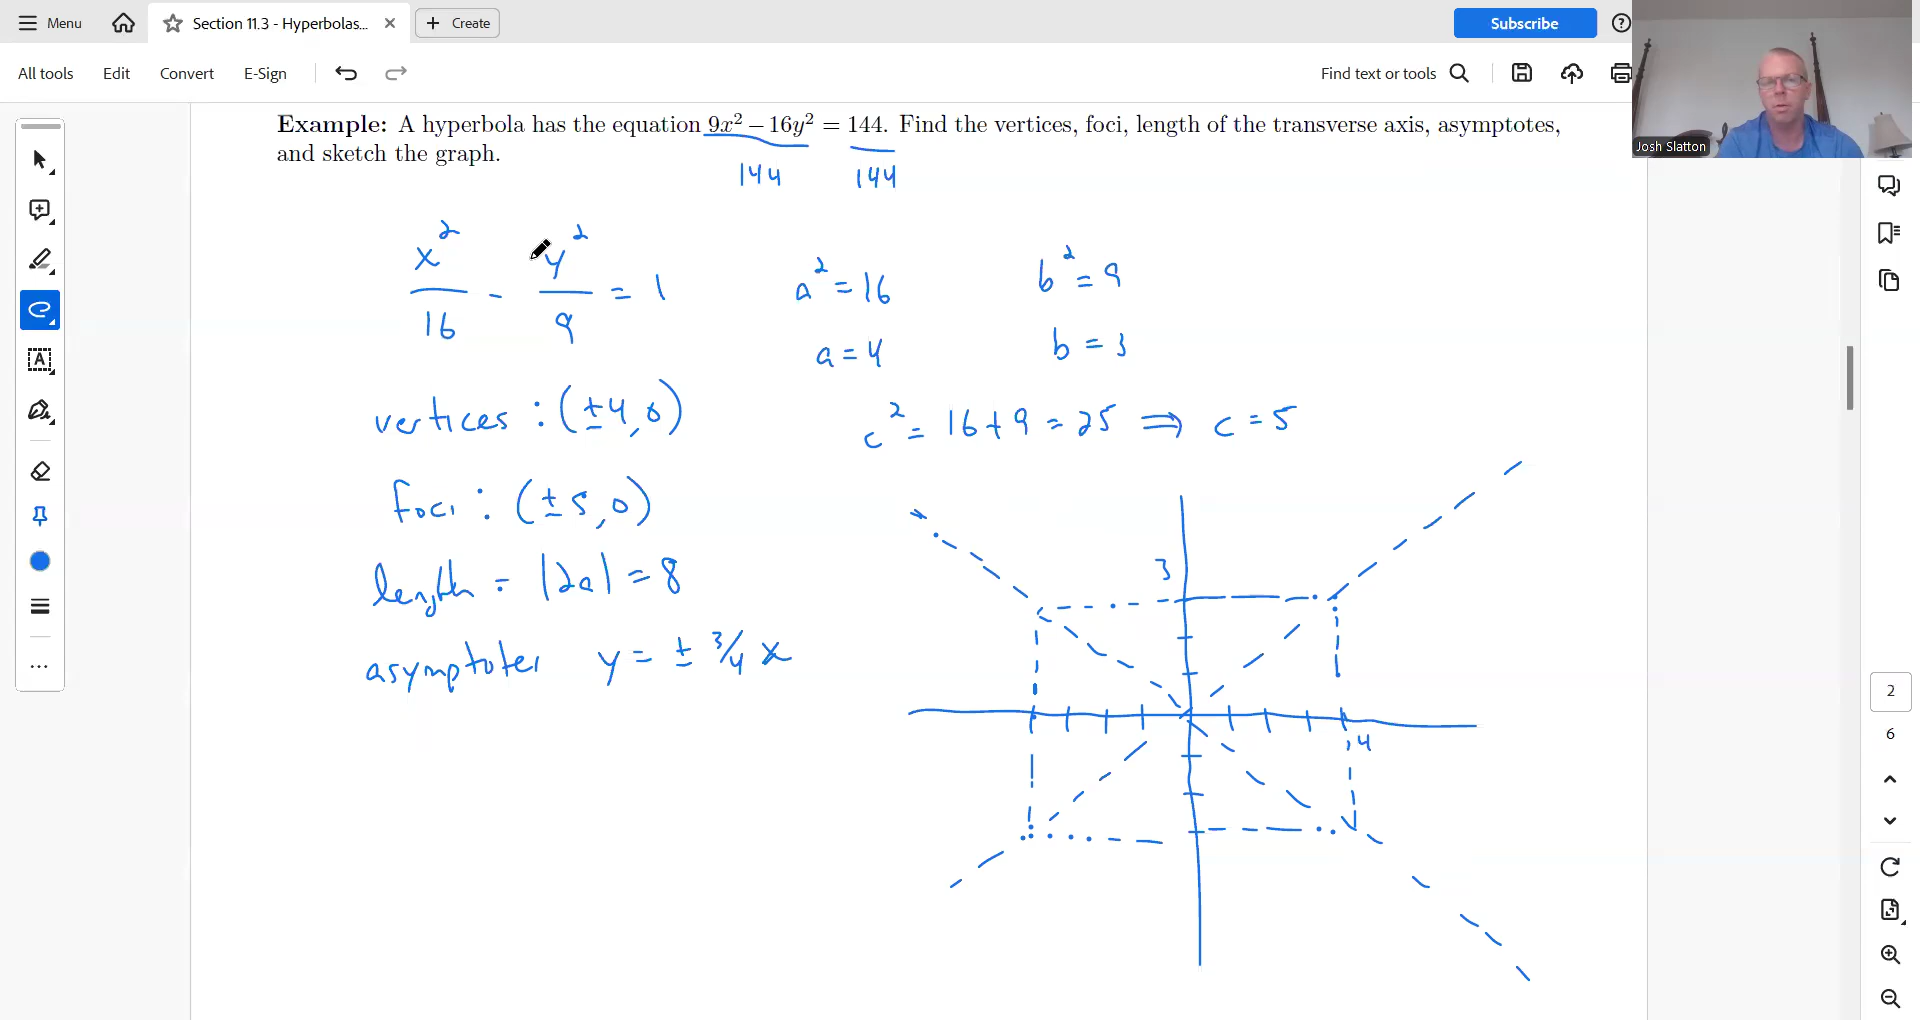 Menu
Section 11.3 - Hyperbolas...
Create
Subscribe
All tools
Edit
Convert
E-Sign
Find text or tools
Josh Slatton
Example: A hyperbola has the equation 9x² − 16y² = 144. Find the vertices, foci, length of the transverse axis, asymptotes,
and sketch the graph.
144 144
x²/16 - y²/9 = 1
a² = 16
b² = 9
a = 4
b = 3
vertices : (±4, 0)
c² = 16 + 9 = 25 ⇒ c = 5
foci : (±5, 0)
length = |2a| = 8
asymptotes y = ± 3/4 x
3
4
2
6